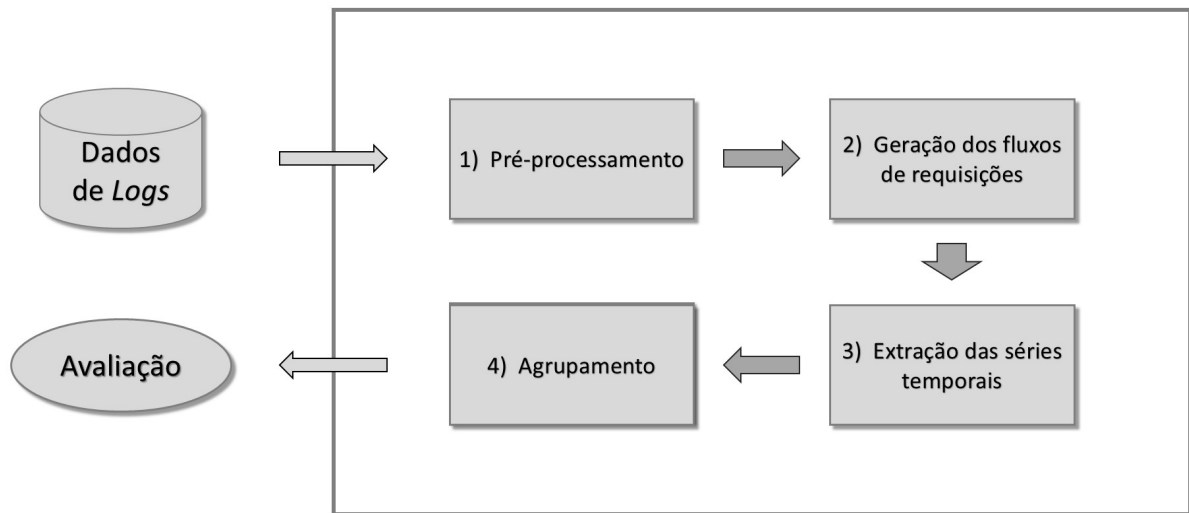 Dados
de Logs
1) Pré-processamento
2) Geração dos fluxos
de requisições
3) Extração das séries
temporais
4) Agrupamento
Avaliação